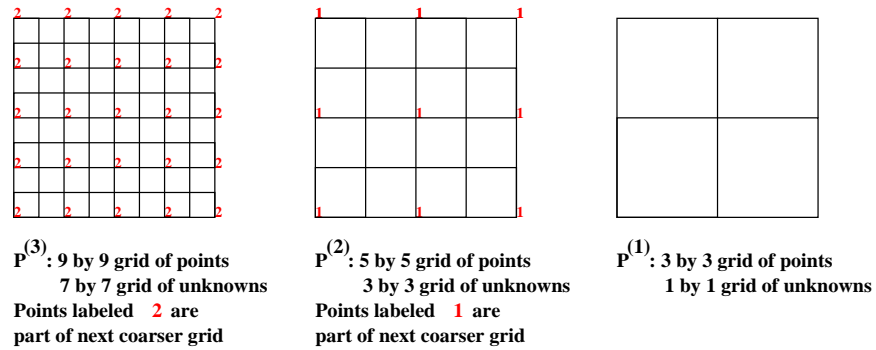 2 2 2 2 2
2 2 2 2 2
2 2 2 2 2
2 2 2 2 2
2 2 2 2 2
P(3): 9 by 9 grid of points
7 by 7 grid of unknowns
Points labeled 2 are
part of next coarser grid
1 1 1
1 1 1
1 1 1
P(2): 5 by 5 grid of points
3 by 3 grid of unknowns
Points labeled 1 are
part of next coarser grid
P(1): 3 by 3 grid of points
1 by 1 grid of unknowns